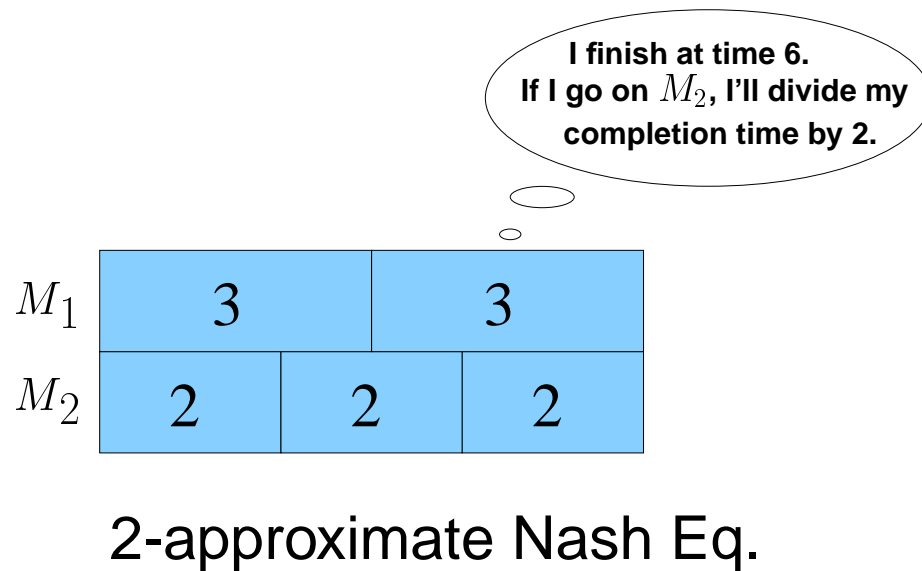 I finish at time 6.
If I go on M₂, I'll divide my
completion time by 2.
M₁ 3 3
M₂ 2 2 2
2-approximate Nash Eq.